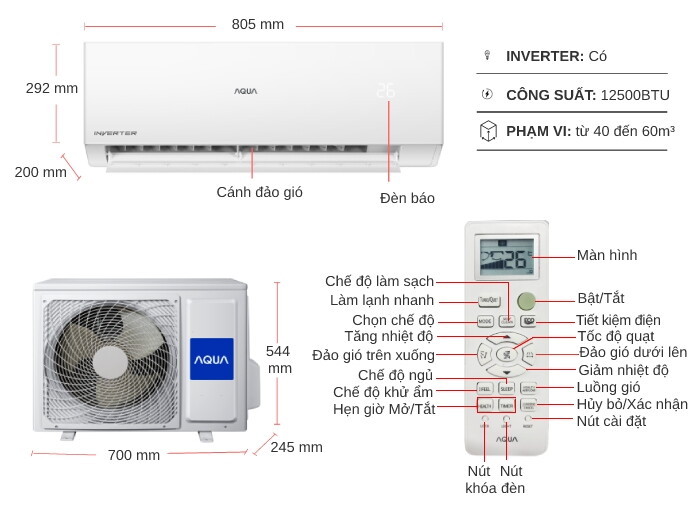 805 mm
292 mm
200 mm
AQUA
26
INVERTER
Cánh đảo gió
Đèn báo
INVERTER: Có
CÔNG SUẤT: 12500BTU
PHẠM VI: từ 40 đến 60m³
AQUA
544
mm
700 mm
245 mm
Chế độ làm sạch
Làm lạnh nhanh
Chọn chế độ
Tăng nhiệt độ
Đảo gió trên xuống
Chế độ ngủ
Chế độ khử ẩm
Hẹn giờ Mở/Tắt
26
MODE
ECO
SLEEP
TIMER
AQUA
Màn hình
Bật/Tắt
Tiết kiệm điện
Tốc độ quạt
Đảo gió dưới lên
Giảm nhiệt độ
Luồng gió
Hủy bỏ/Xác nhận
Nút cài đặt
Nút Nút
khóa đèn